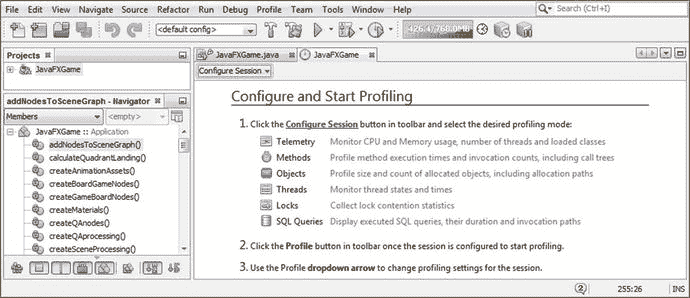 File Edit View Navigate Source Refactor Run Debug Profile Team Tools Window Help
Search (Ctrl+I)
<default config>
426.4/768.0MB
Projects
JavaFXGame
JavaFXGame.java
JavaFXGame
Configure Session
addNodesToSceneGraph() - Navigator
Members
<empty>
JavaFXGame :: Application
addNodesToSceneGraph()
calculateQuadrantLanding()
createAnimationAssets()
createBoardGameNodes()
createGameBoardNodes()
createMaterials()
createQAnodes()
createQAprocessing()
createSceneProcessing()
Configure and Start Profiling
1. Click the Configure Session button in toolbar and select the desired profiling mode:
Telemetry Monitor CPU and Memory usage, number of threads and loaded classes
Methods Profile method execution times and invocation counts, including call trees
Objects Profile size and count of allocated objects, including allocation paths
Threads Monitor thread states and times
Locks Collect lock contention statistics
SQL Queries Display executed SQL queries, their duration and invocation paths
2. Click the Profile button in toolbar once the session is configured to start profiling.
3. Use the Profile dropdown arrow to change profiling settings for the session.
2
255:26
INS